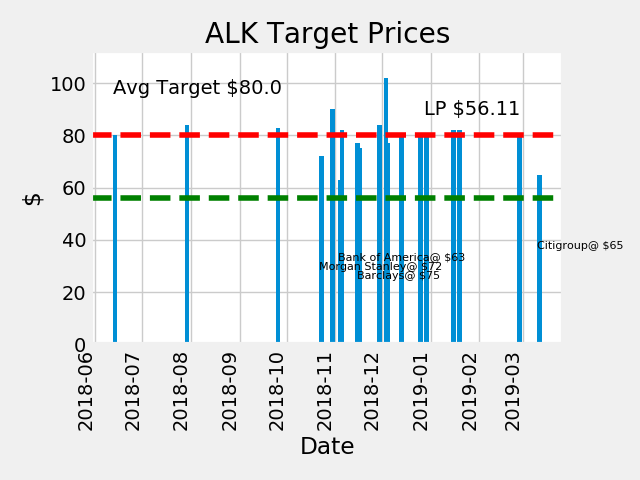 ALK Target Prices
Avg Target $80.0
LP $56.11
Citigroup@ $65
Bank of America@ $63
Morgan Stanley@ $72
Barclays@ $75
$
100
80
60
40
20
0
2018-06
2018-07
2018-08
2018-09
2018-10
2018-11
2018-12
2019-01
2019-02
2019-03
Date